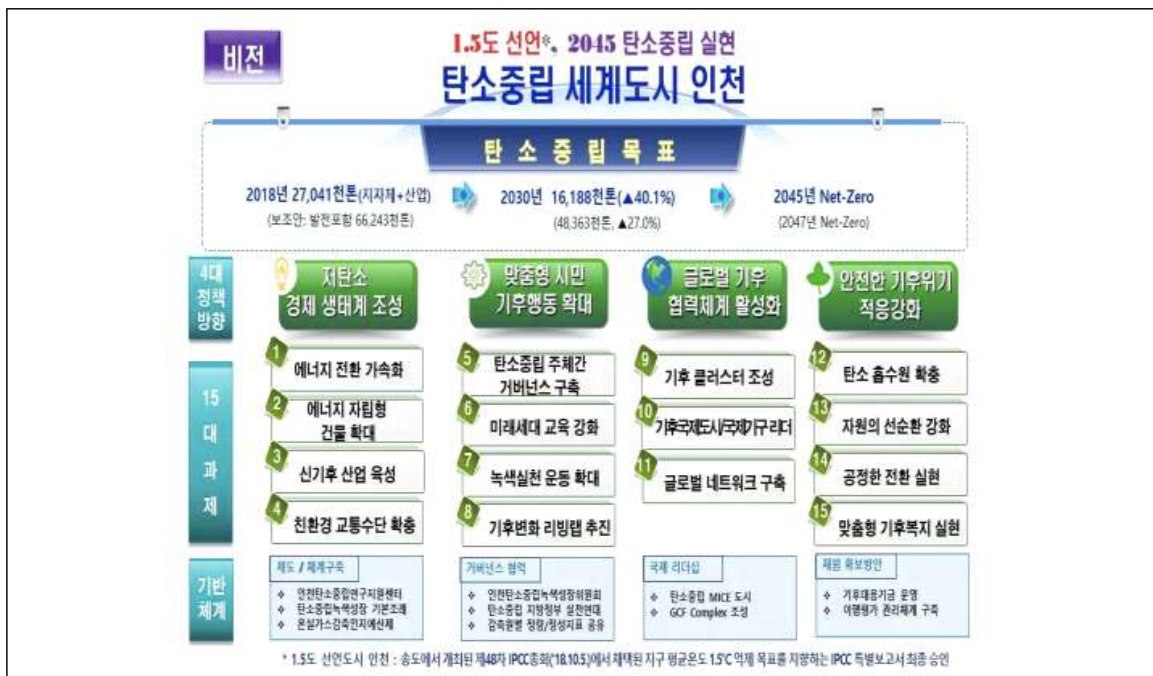 비전
1.5도 선언*, 2045 탄소중립 실현
탄소중립 세계도시 인천
탄 소 중 립 목 표
2018년 27,041천톤(지자체+산업)
(보조안: 발전포함 66,243천톤)
2030년 16,188천톤(▲40.1%)
(48,363천톤, ▲27.0%)
2045년 Net-Zero
(2047년 Net-Zero)
4대
정책
방향
저탄소
경제 생태계 조성
맞춤형 시민
기후행동 확대
글로벌 기후
협력체계 활성화
안전한 기후위기
적응강화
15
대
과
제
1
에너지 전환 가속화
2
에너지 자립형
건물 확대
3
신기후 산업 육성
4
친환경 교통수단 확충
5
탄소중립 주체간
거버넌스 구축
6
미래세대 교육 강화
7
녹색실천 운동 확대
8
기후변화 리빙랩 추진
9
기후 클러스터 조성
10
기후국제도시/국제기구 리더
11
글로벌 네트워크 구축
12
탄소 흡수원 확충
13
자원의 선순환 강화
14
공정한 전환 실현
15
맞춤형 기후복지 실현
기반
체계
제도 / 체계구축
❖ 인천탄소중립연구지원센터
❖ 탄소중립녹색성장 기본조례
❖ 온실가스감축인지예산제
거버넌스 협력
❖ 인천탄소중립녹색성장위원회
❖ 탄소중립 지방정부 실천연대
❖ 감축원별 정량/정성지표 공유
국제 리더십
❖ 탄소중립 MICE 도시
❖ GCF Complex 조성
재원 확보방안
❖ 기후대응기금 운영
❖ 이행평가 관리체계 구축
* 1.5도 선언도시 인천 : 송도에서 개최된 제48차 IPCC총회('18.10.5.)에서 채택된 지구 평균온도 1.5℃ 억제 목표를 지향하는 IPCC 특별보고서 최종 승인